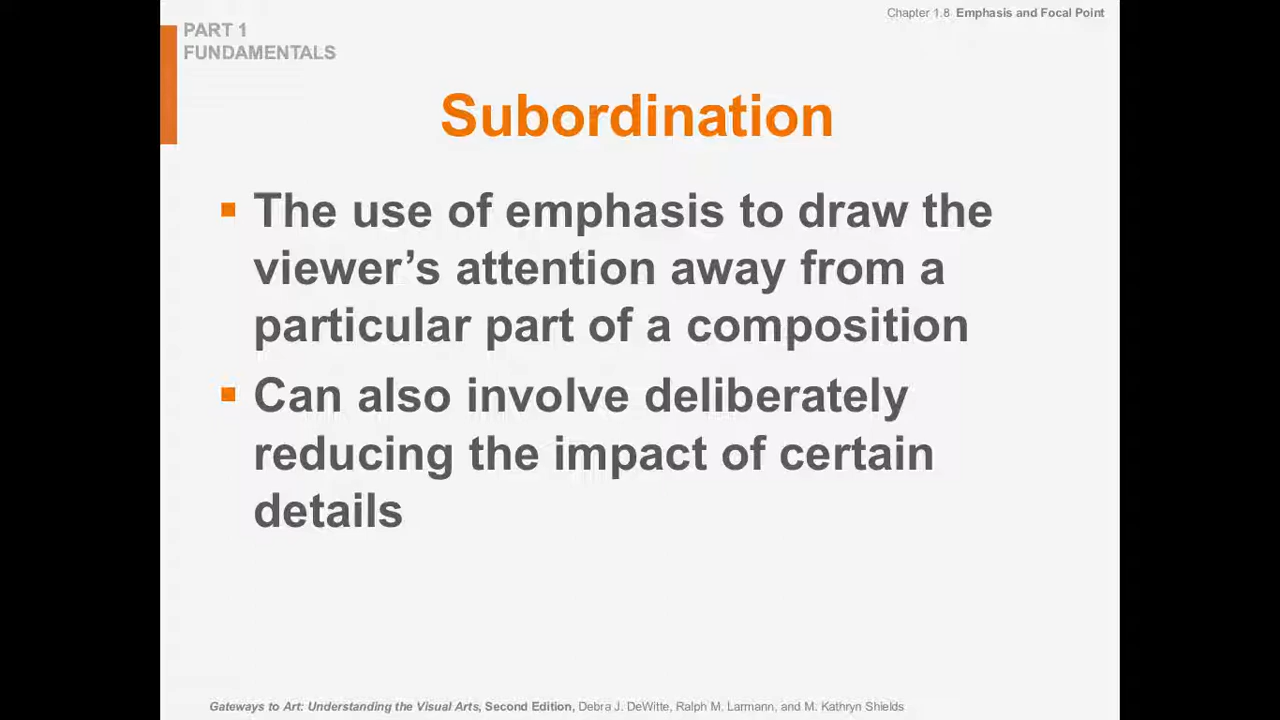 Chapter 1.8 Emphasis and Focal Point
PART 1
FUNDAMENTALS
Subordination
The use of emphasis to draw the
viewer’s attention away from a
particular part of a composition
Can also involve deliberately
reducing the impact of certain
details
Gateways to Art: Understanding the Visual Arts, Second Edition, Debra J. DeWitte, Ralph M. Larmann, and M. Kathryn Shields